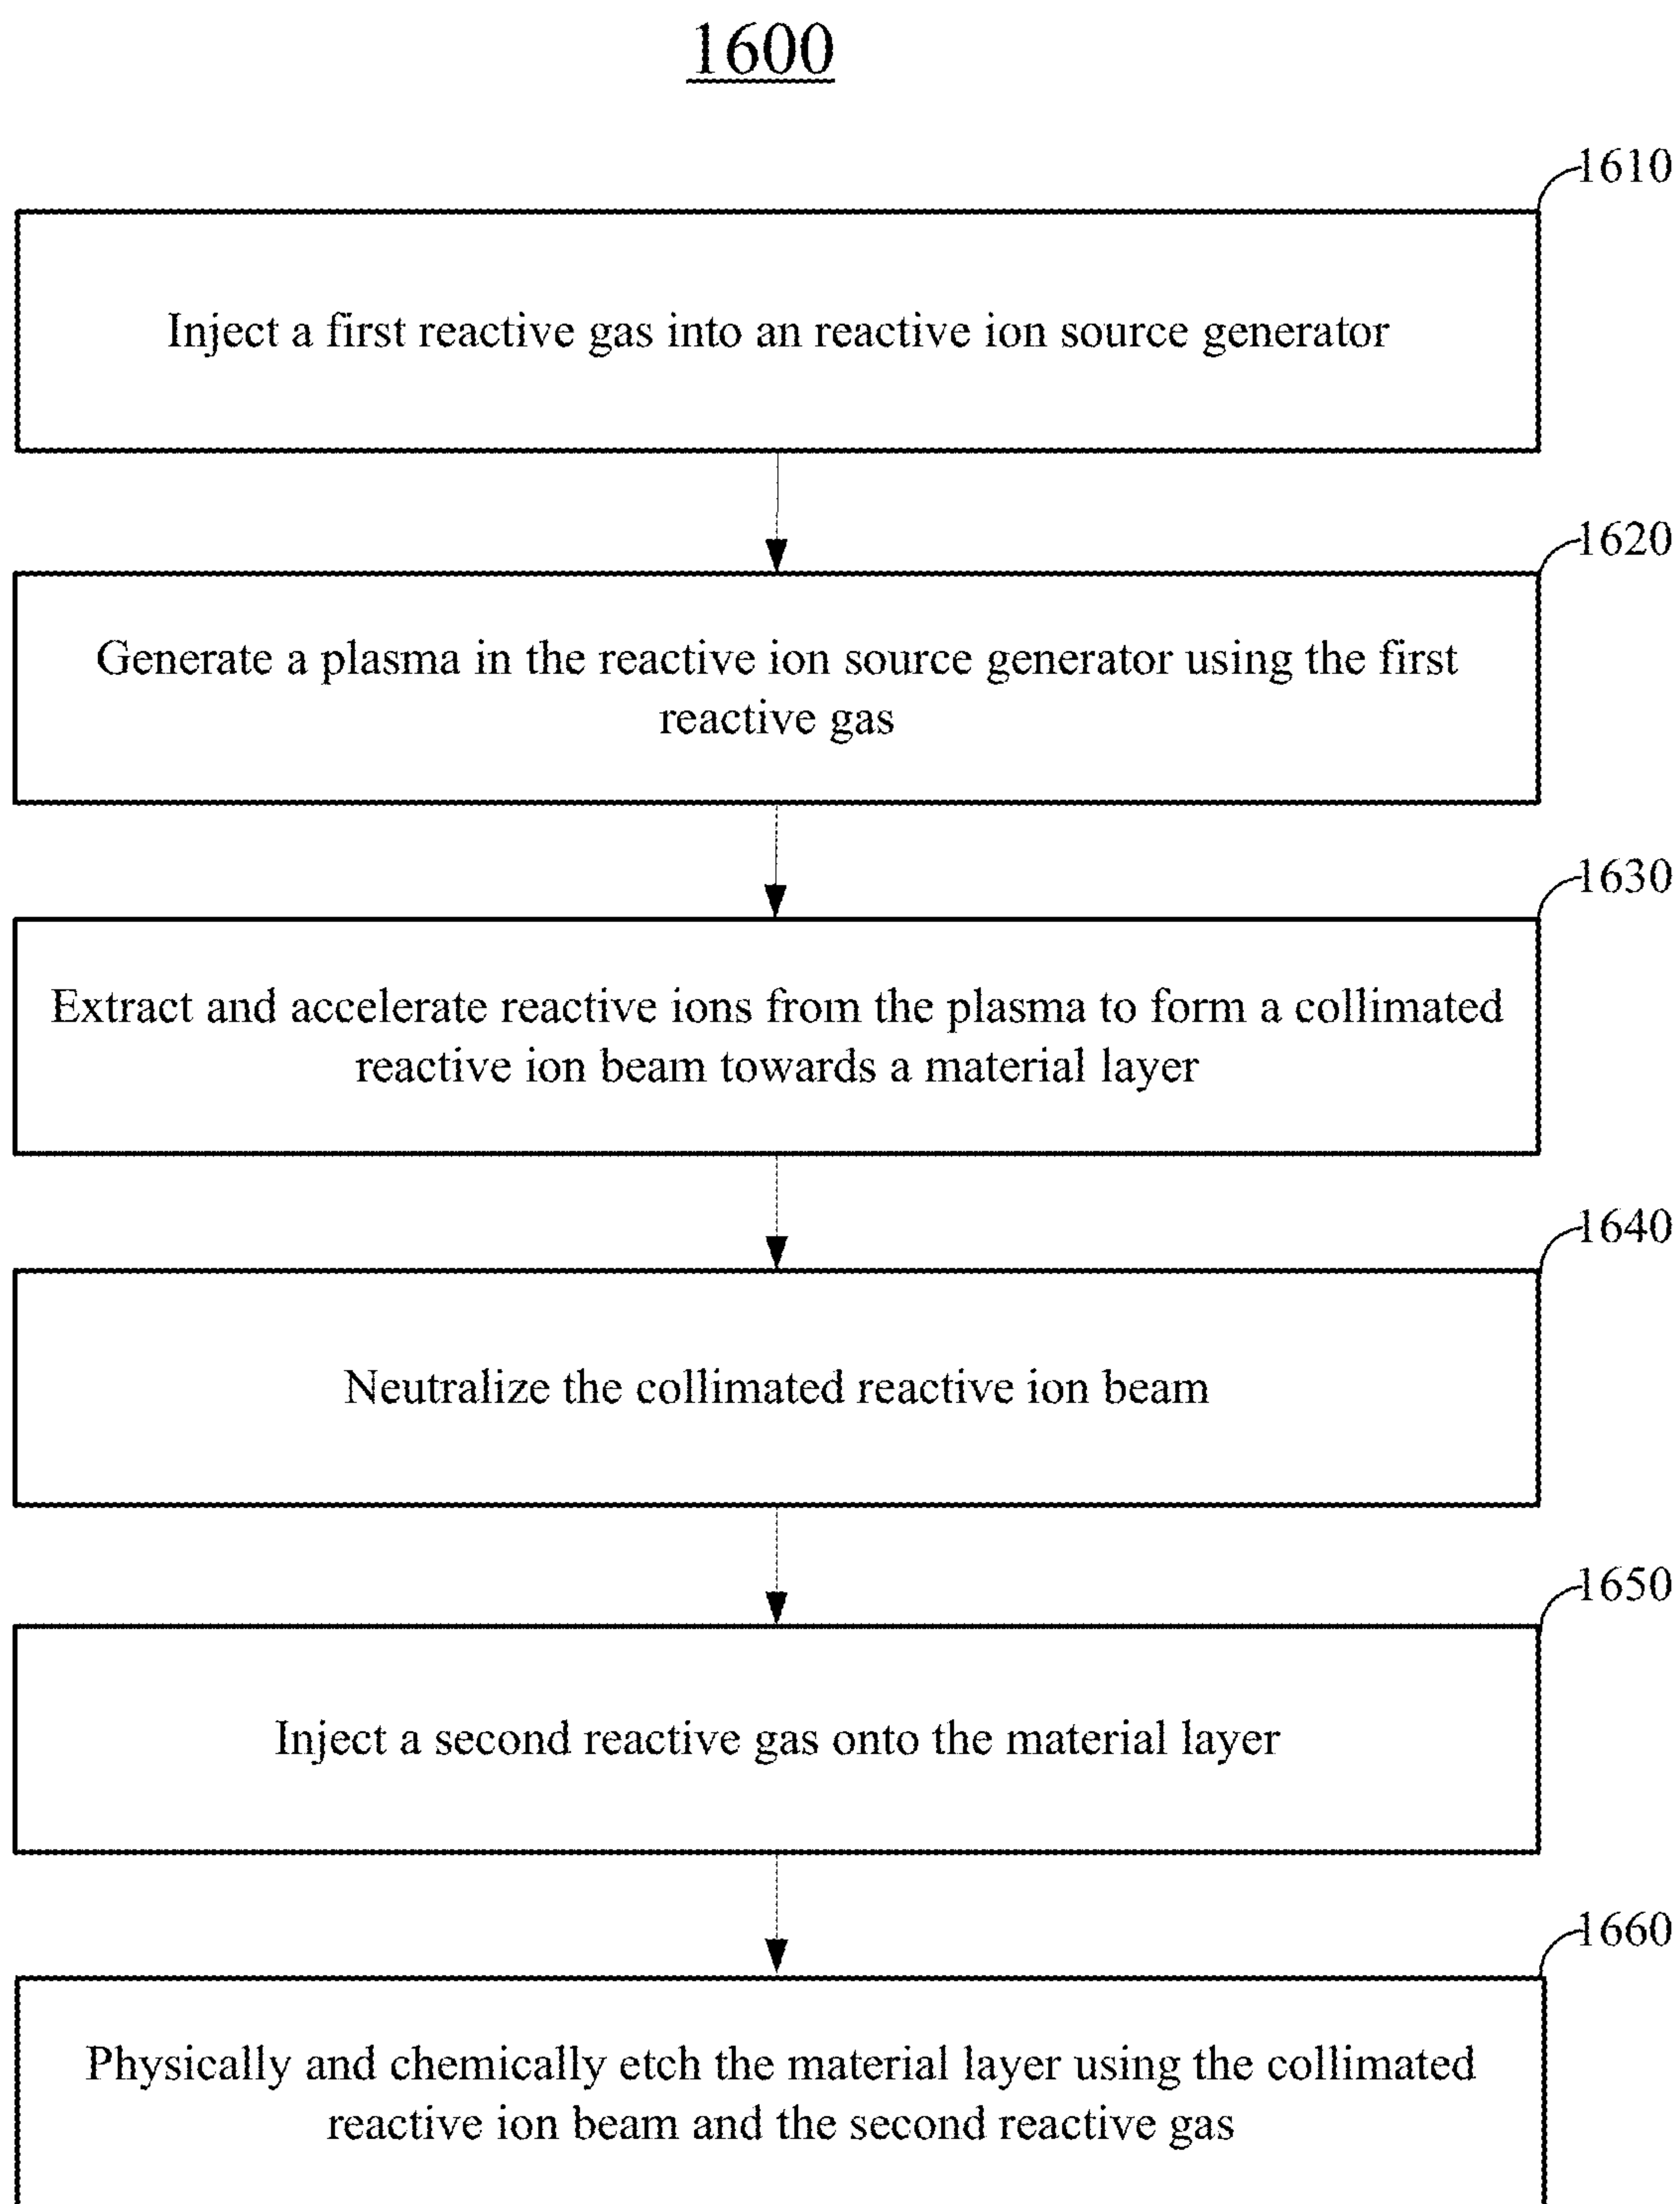 1600
1610
Inject a first reactive gas into an reactive ion source generator
1620
Generate a plasma in the reactive ion source generator using the first
reactive gas
1630
Extract and accelerate reactive ions from the plasma to form a collimated
reactive ion beam towards a material layer
1640
Neutralize the collimated reactive ion beam
1650
Inject a second reactive gas onto the material layer
1660
Physically and chemically etch the material layer using the collimated
reactive ion beam and the second reactive gas